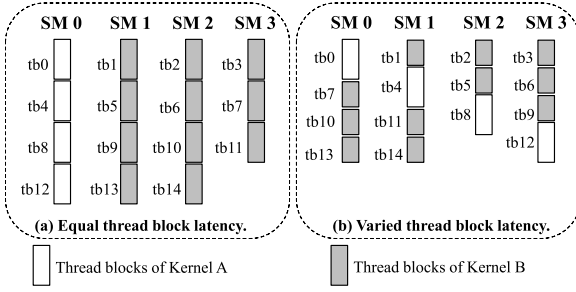 SM 0 SM 1 SM 2 SM 3 SM 0 SM 1 SM 2 SM 3
tb0 tb1 tb2 tb3
tb4 tb5 tb6 tb7
tb8 tb9 tb10 tb11
tb12 tb13 tb14
tb0 tb1 tb2 tb3
tb7 tb4 tb5 tb6
tb10 tb11 tb8 tb9
tb13 tb14 tb12
(a) Equal thread block latency. (b) Varied thread block latency.
Thread blocks of Kernel A Thread blocks of Kernel B